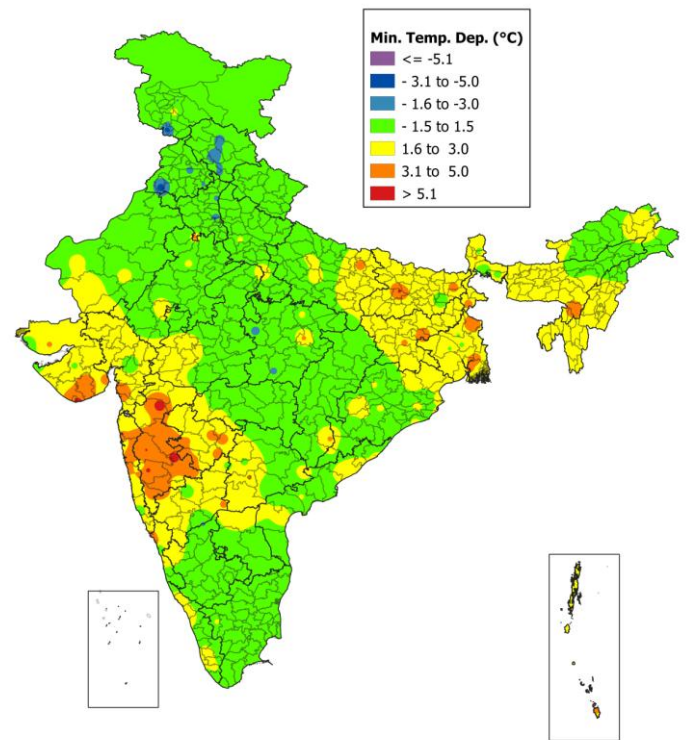 Min. Temp. Dep. (°C)
<= -5.1
- 3.1 to -5.0
- 1.6 to -3.0
- 1.5 to 1.5
1.6 to 3.0
3.1 to 5.0
> 5.1